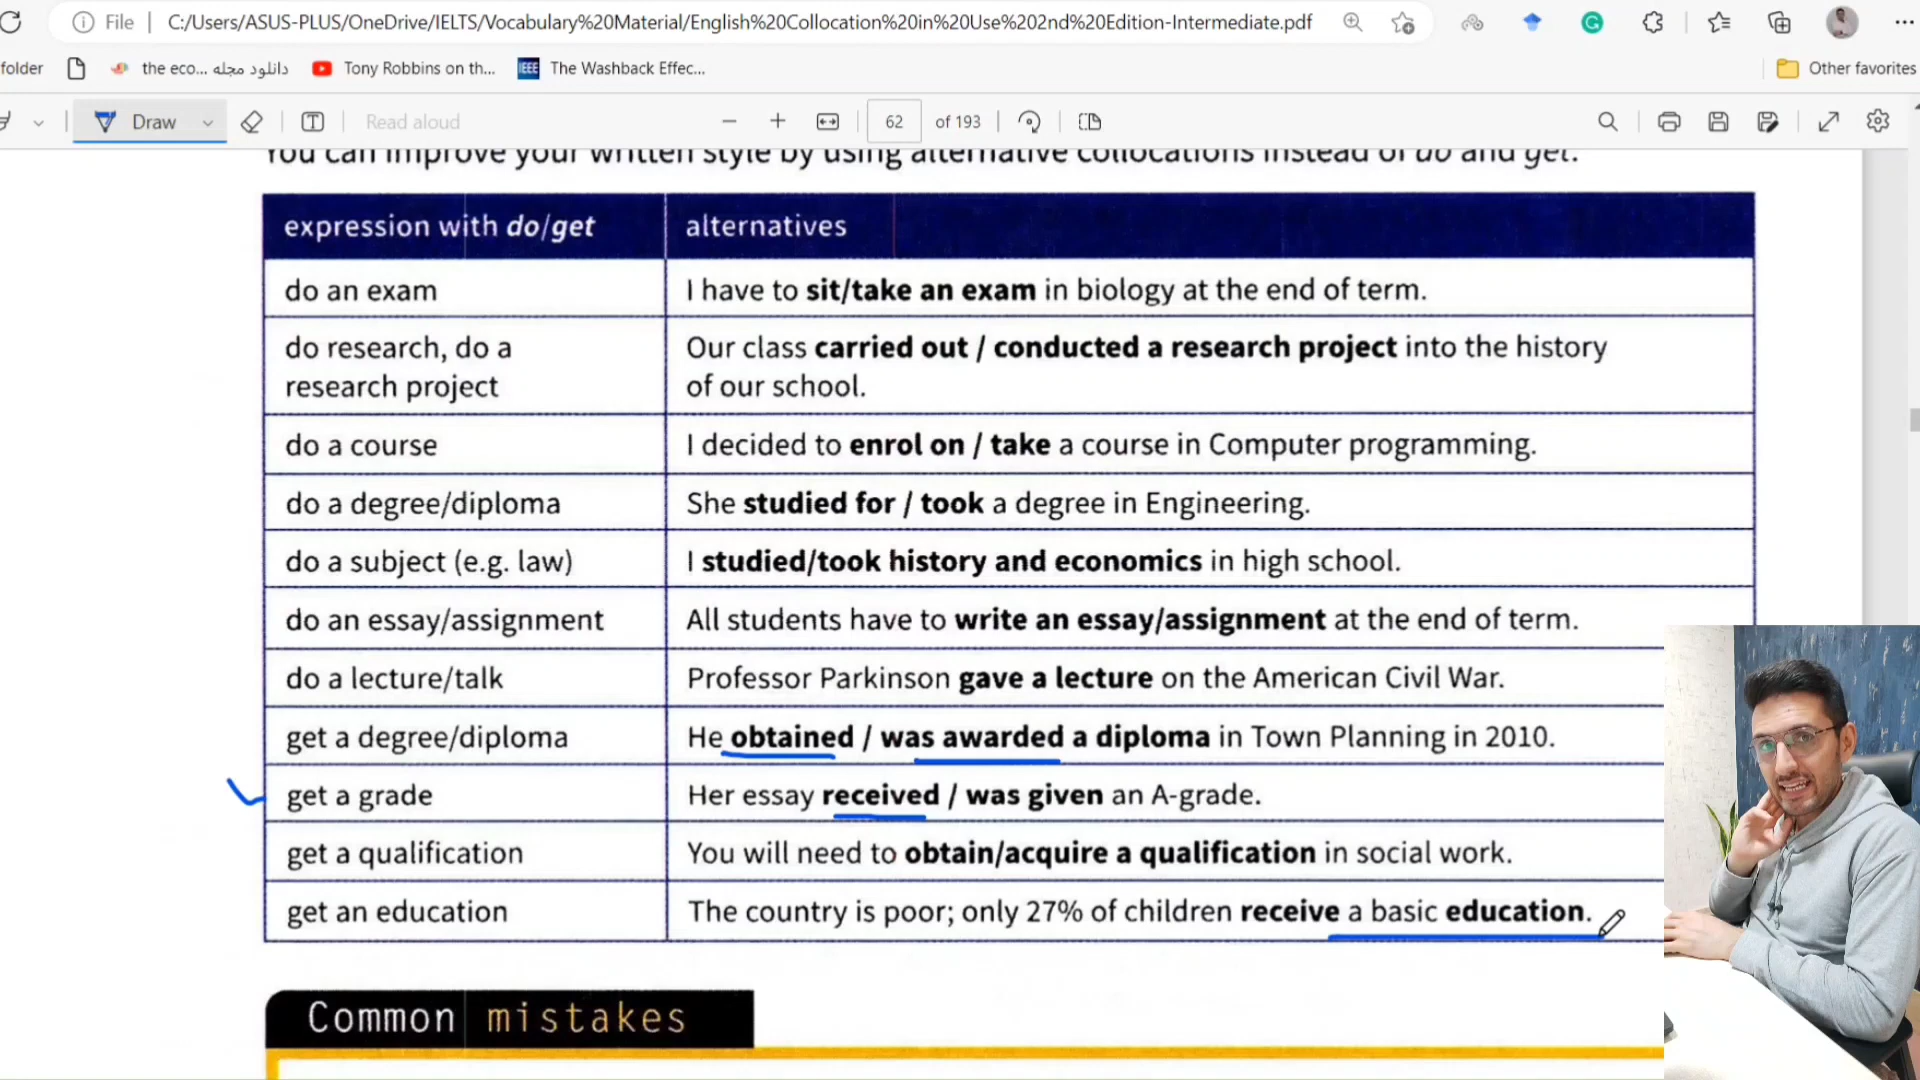 File
C:/Users/ASUS-PLUS/OneDrive/IELTS/Vocabulary%20Material/English%20Collocation%20in%20Use%202nd%20Edition-Intermediate.pdf
folder
the eco... دانلود مجله
Tony Robbins on th...
IEEE
The Washback Effec...
Other favorites
Draw
Read aloud
62
of 193
You can improve your written style by using alternative collocations instead of do and get.
expression with do/get
alternatives
do an exam
I have to sit/take an exam in biology at the end of term.
do research, do a
research project
Our class carried out / conducted a research project into the history
of our school.
do a course
I decided to enrol on / take a course in Computer programming.
do a degree/diploma
She studied for / took a degree in Engineering.
do a subject (e.g. law)
I studied/took history and economics in high school.
do an essay/assignment
All students have to write an essay/assignment at the end of term.
do a lecture/talk
Professor Parkinson gave a lecture on the American Civil War.
get a degree/diploma
He obtained / was awarded a diploma in Town Planning in 2010.
get a grade
Her essay received / was given an A-grade.
get a qualification
You will need to obtain/acquire a qualification in social work.
get an education
The country is poor; only 27% of children receive a basic education.
Common mistakes